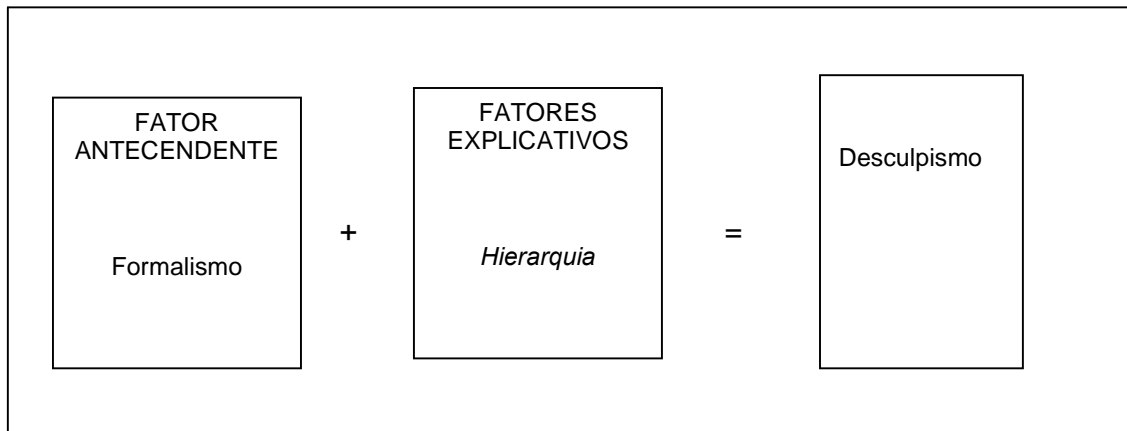 FATOR
ANTECENDENTE
Formalismo
+
FATORES
EXPLICATIVOS
Hierarquia
=
Desculpismo